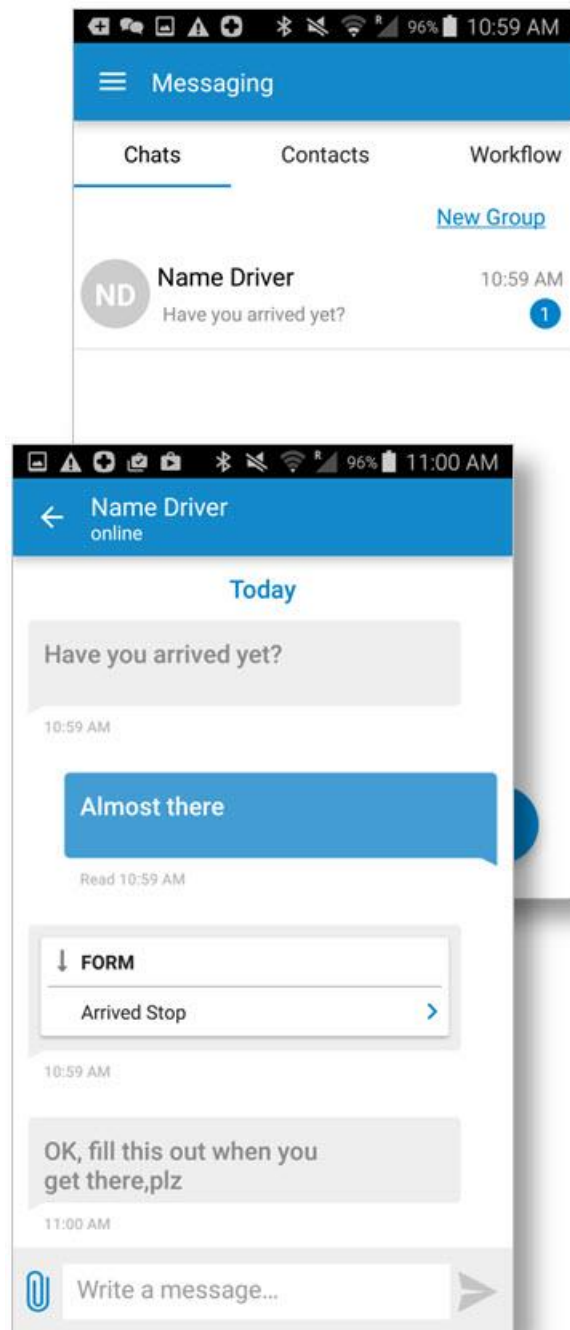 R 96% 10:59 AM
Messaging
Chats Contacts Workflow
New Group
ND Name Driver 10:59 AM
Have you arrived yet? 1
R 96% 11:00 AM
Name Driver
online
Today
Have you arrived yet?
10:59 AM
Almost there
Read 10:59 AM
FORM
Arrived Stop
10:59 AM
OK, fill this out when you
get there,plz
11:00 AM
Write a message...